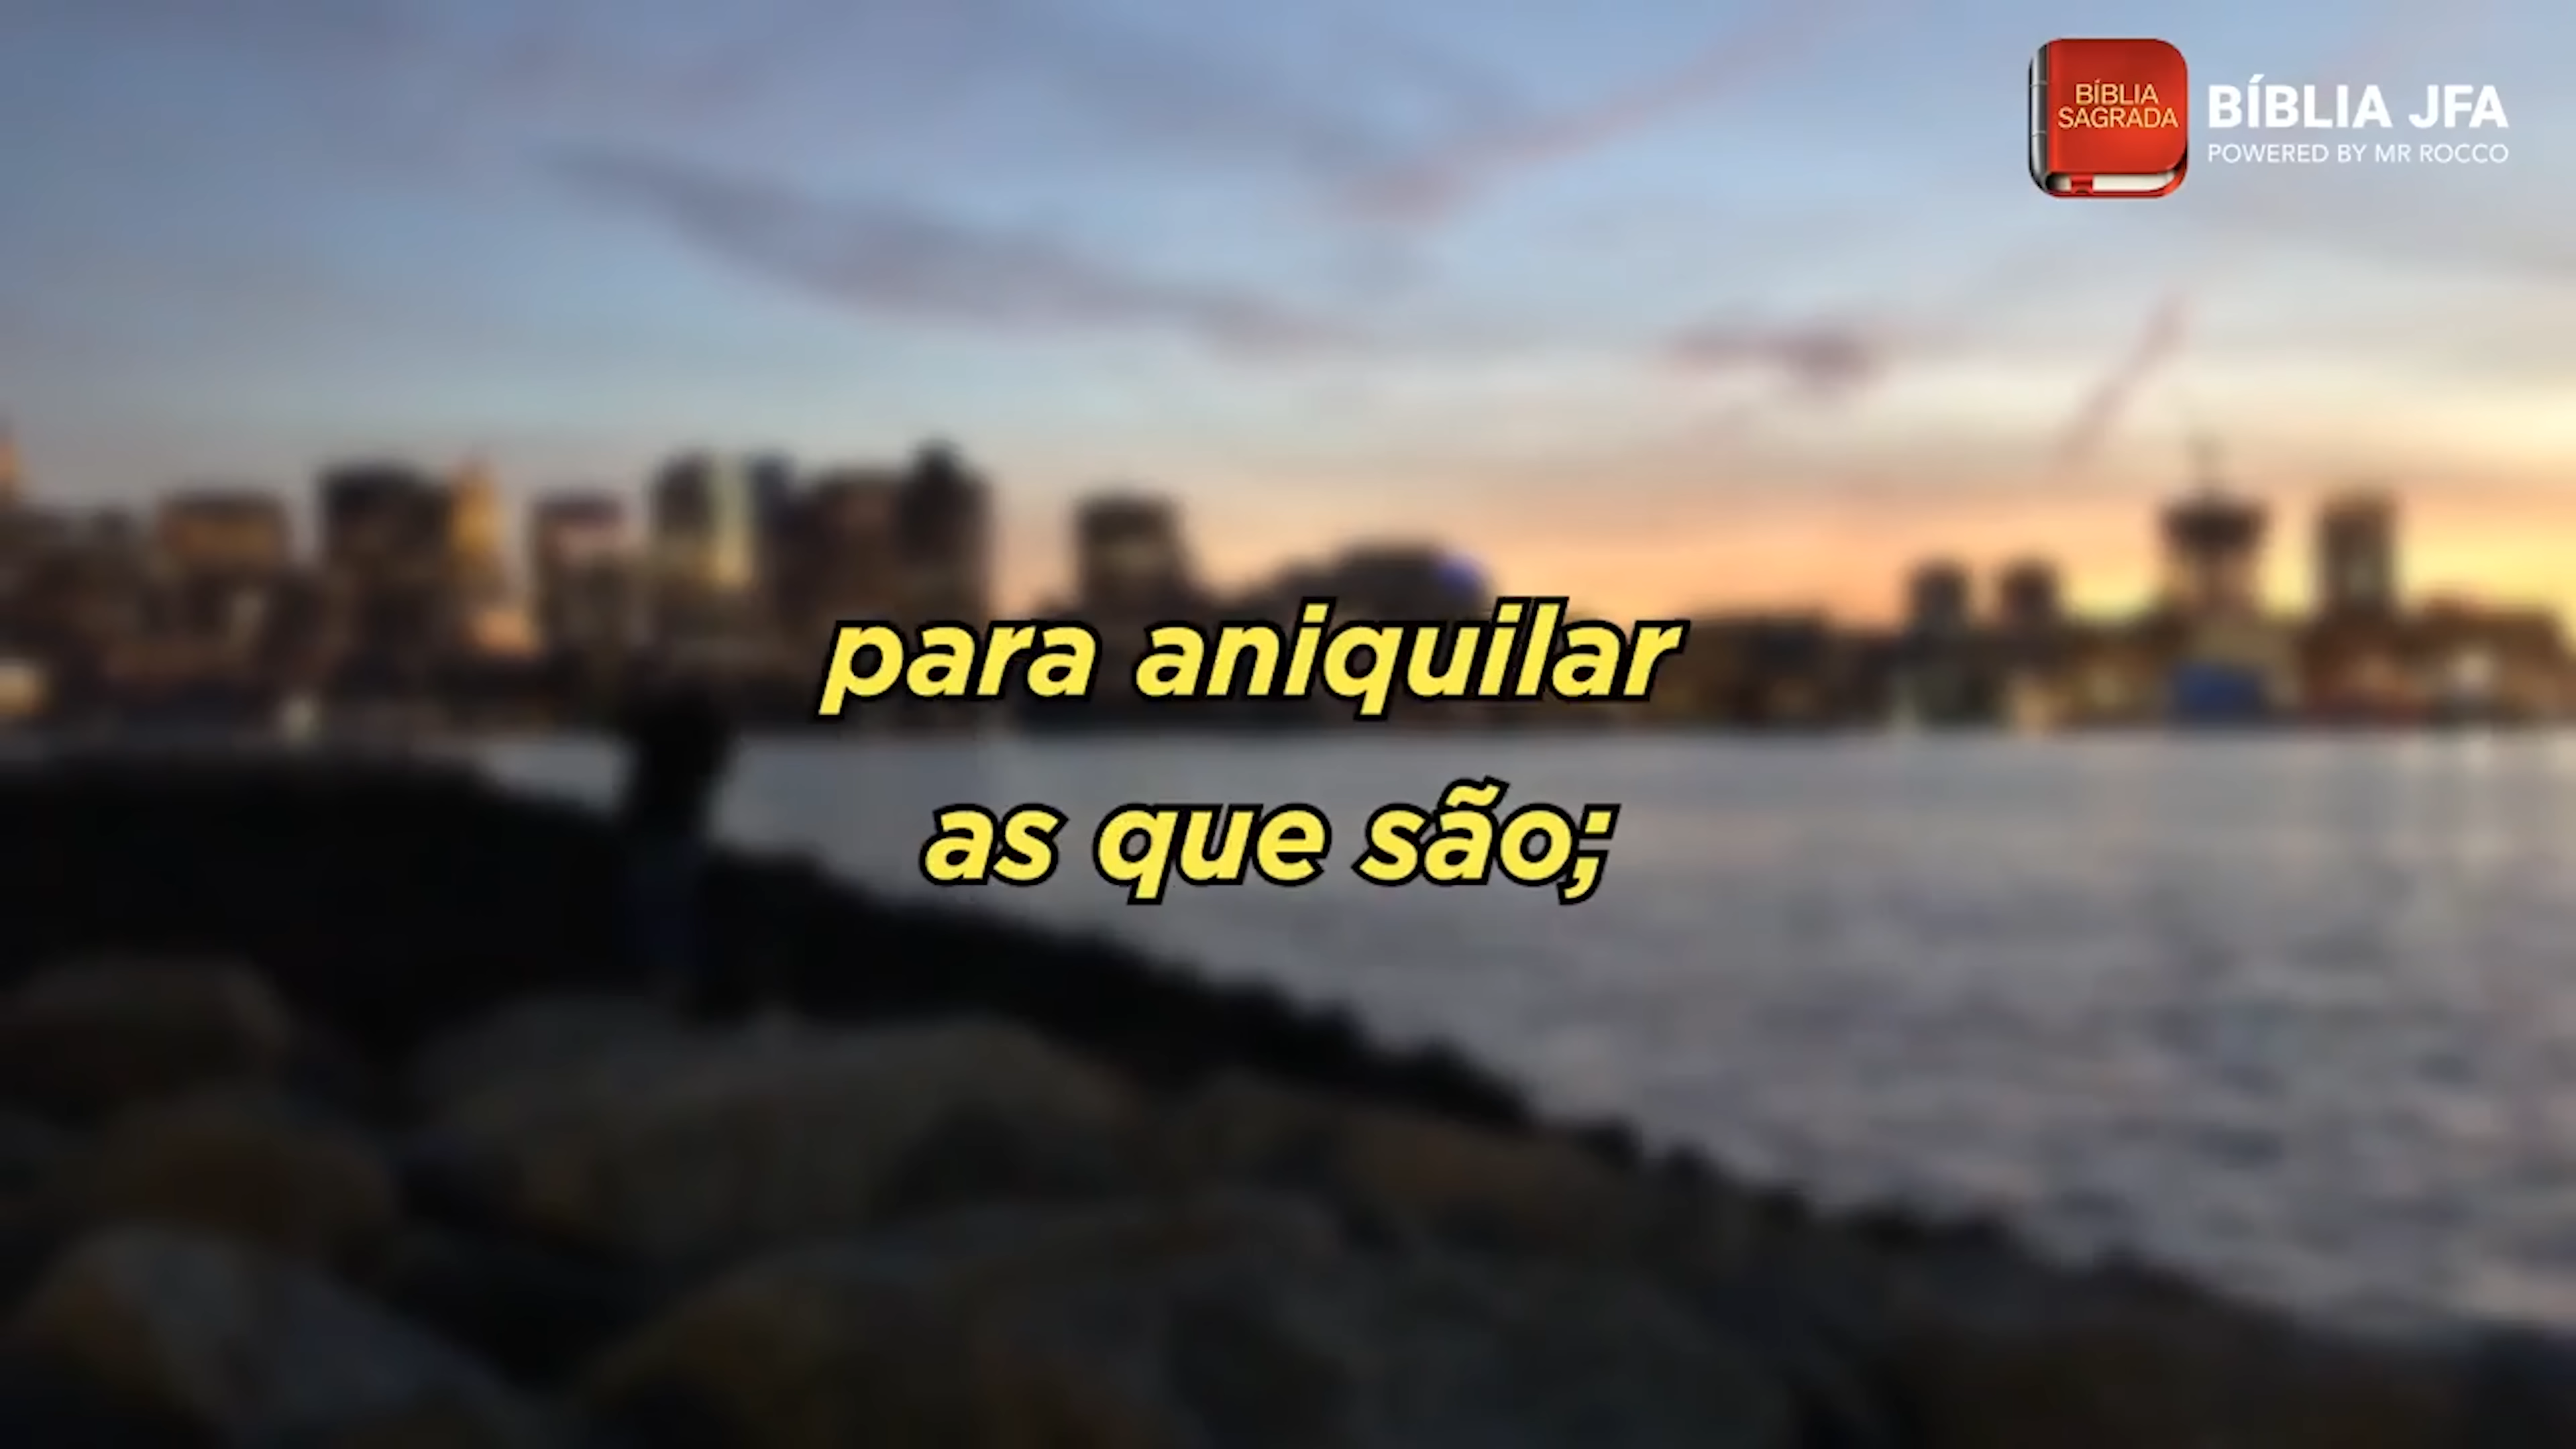 BÍBLIA
SAGRADA
BÍBLIA JFA
POWERED BY MR ROCCO
para aniquilar
as que são;